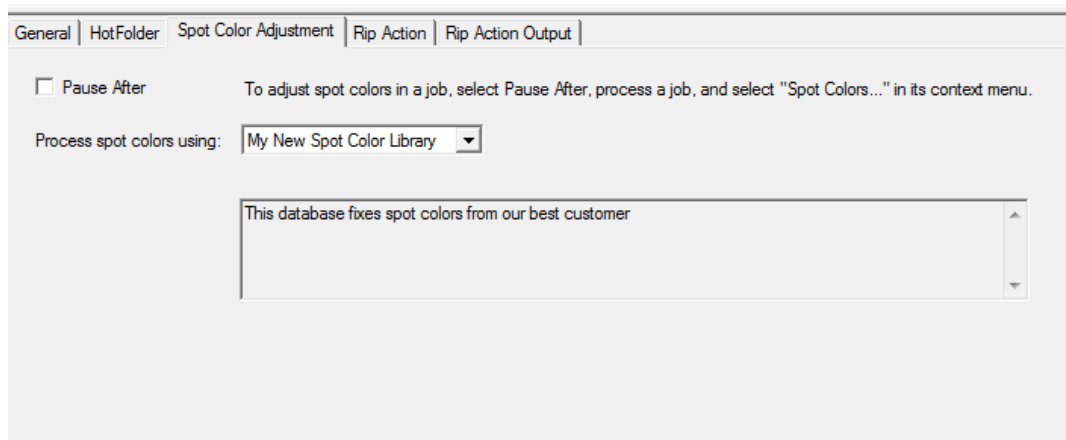 General HotFolder Spot Color Adjustment Rip Action Rip Action Output
Pause After To adjust spot colors in a job, select Pause After, process a job, and select "Spot Colors..." in its context menu.
Process spot colors using: My New Spot Color Library
This database fixes spot colors from our best customer